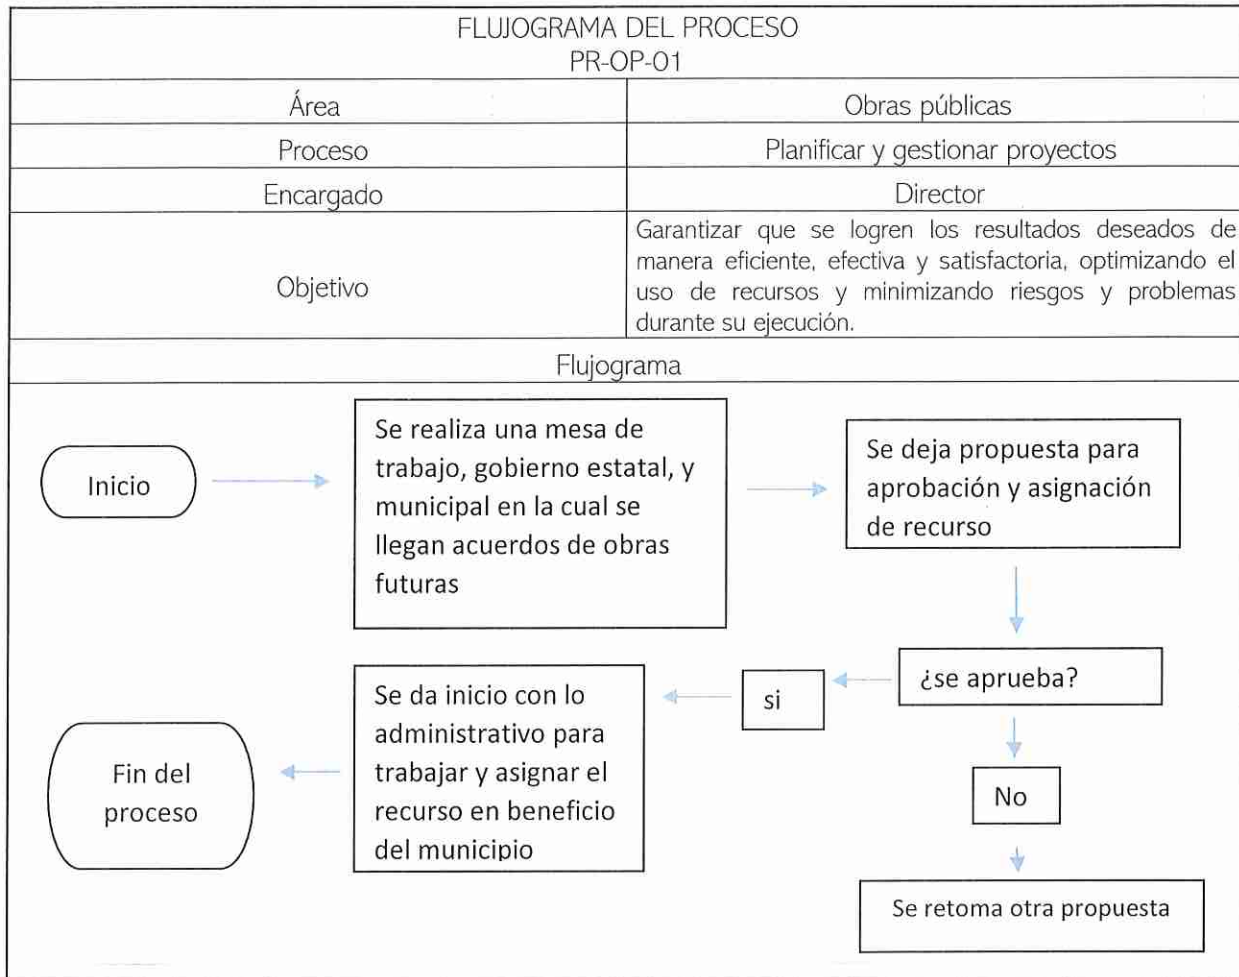 FLUJOGRAMA DEL PROCESO
PR-OP-01
Área
Obras públicas
Proceso
Planificar y gestionar proyectos
Encargado
Director
Objetivo
Garantizar que se logren los resultados deseados de
manera eficiente, efectiva y satisfactoria, optimizando el
uso de recursos y minimizando riesgos y problemas
durante su ejecución.
Flujograma
Inicio
Se realiza una mesa de
trabajo, gobierno estatal, y
municipal en la cual se
llegan acuerdos de obras
futuras
Se deja propuesta para
aprobación y asignación
de recurso
¿se aprueba?
si
Se da inicio con lo
administrativo para
trabajar y asignar el
recurso en beneficio
del municipio
Fin del
proceso
No
Se retoma otra propuesta